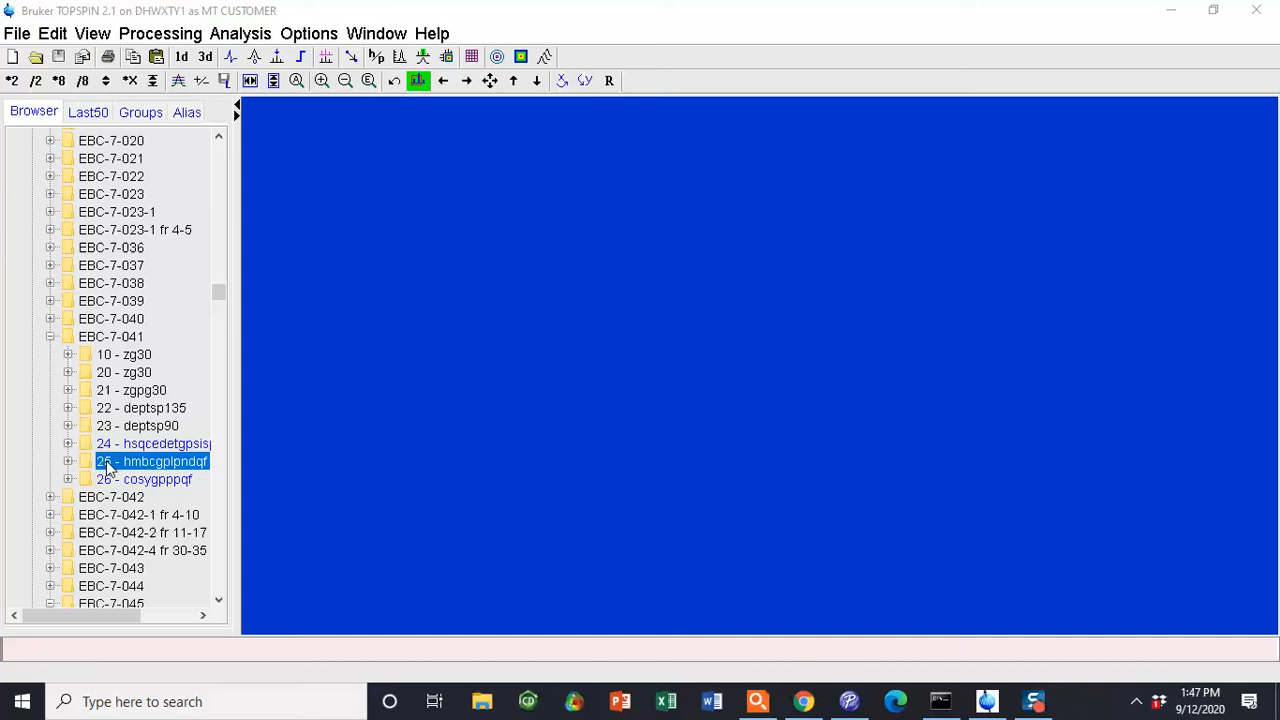 Bruker TOPSPIN 2.1 on DHWXTY1 as MT CUSTOMER
File Edit View Processing Analysis Options Window Help
1d 3d
*2 /2 *8 /8 *X R
Browser Last50 Groups Alias
EBC-7-020
EBC-7-021
EBC-7-022
EBC-7-023
EBC-7-023-1
EBC-7-023-1 fr 4-5
EBC-7-036
EBC-7-037
EBC-7-038
EBC-7-039
EBC-7-040
EBC-7-041
10 - zg30
20 - zg30
21 - zgpg30
22 - deptsp135
23 - deptsp90
24 - hsqcedetgpsisp
25 - hmbcgplpndqf
26 - cosygpppqf
EBC-7-042
EBC-7-042-1 fr 4-10
EBC-7-042-2 fr 11-17
EBC-7-042-4 fr 30-35
EBC-7-043
EBC-7-044
EBC-7-045
Type here to search
1:47 PM
9/12/2020